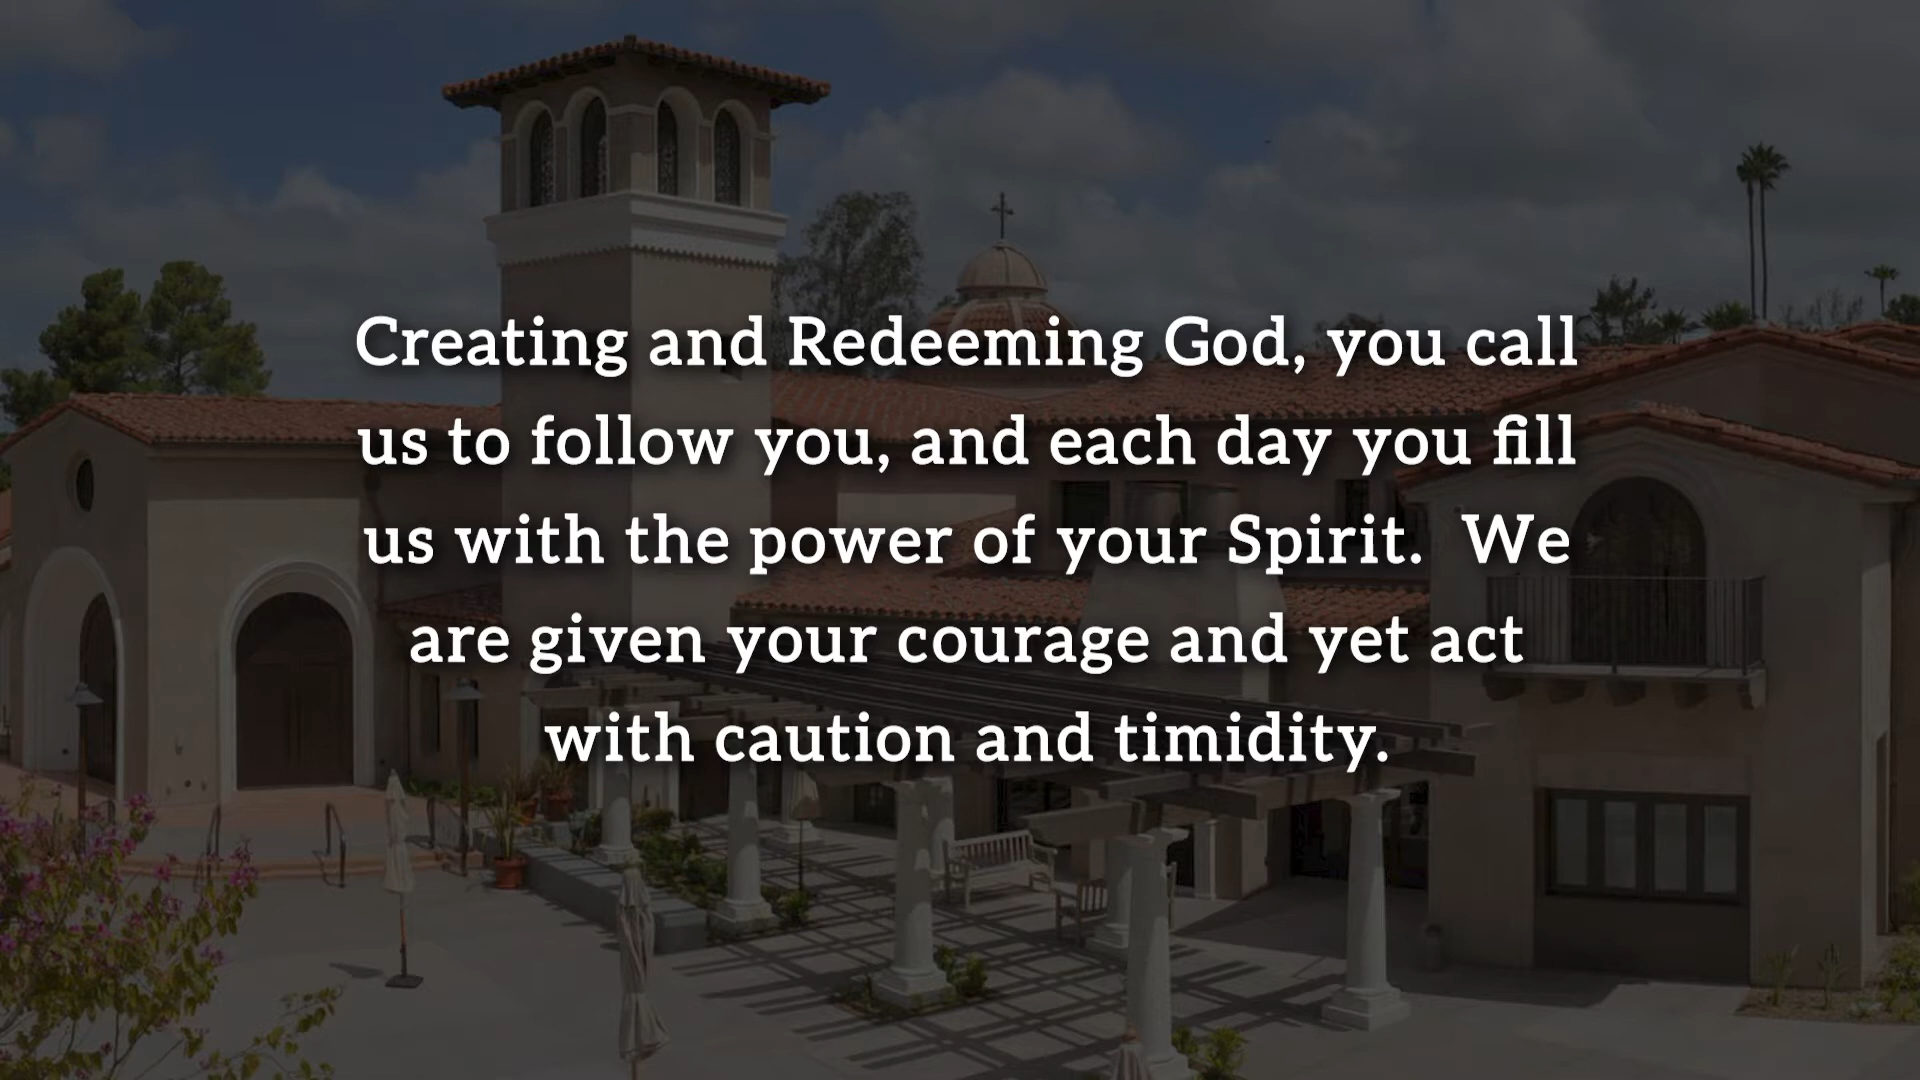 Creating and Redeeming God, you call
us to follow you, and each day you fill
us with the power of your Spirit.  We
are given your courage and yet act
with caution and timidity.